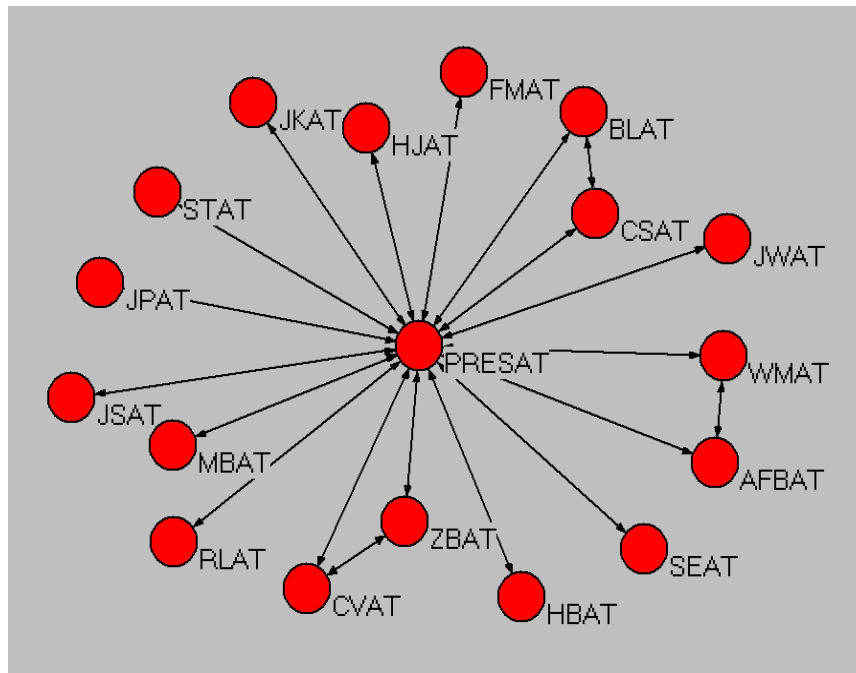 FMAT
JKAT
BLAT
HJAT
STAT
CSAT
JWAT
JPAT
PRESAT
WMAT
JSAT
MBAT
AFBAT
ZBAT
RLAT
SEAT
CVAT
HBAT